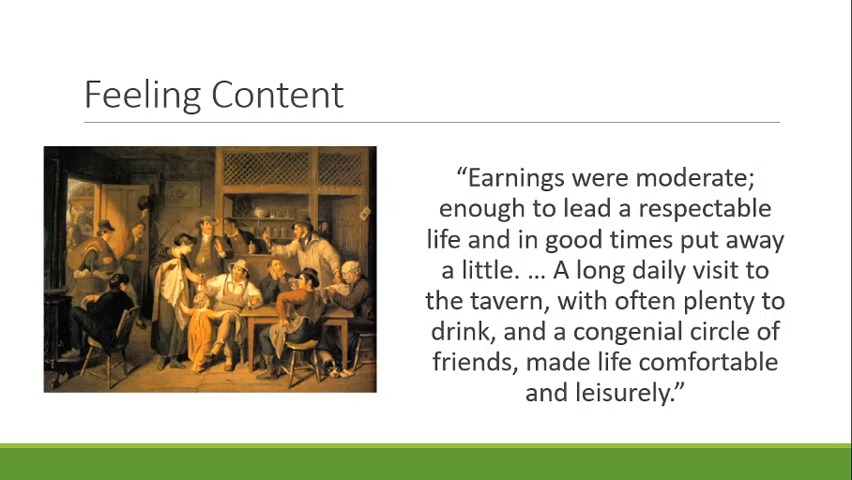 Feeling Content
“Earnings were moderate;
enough to lead a respectable
life and in good times put away
a little. … A long daily visit to
the tavern, with often plenty to
drink, and a congenial circle of
friends, made life comfortable
and leisurely.”